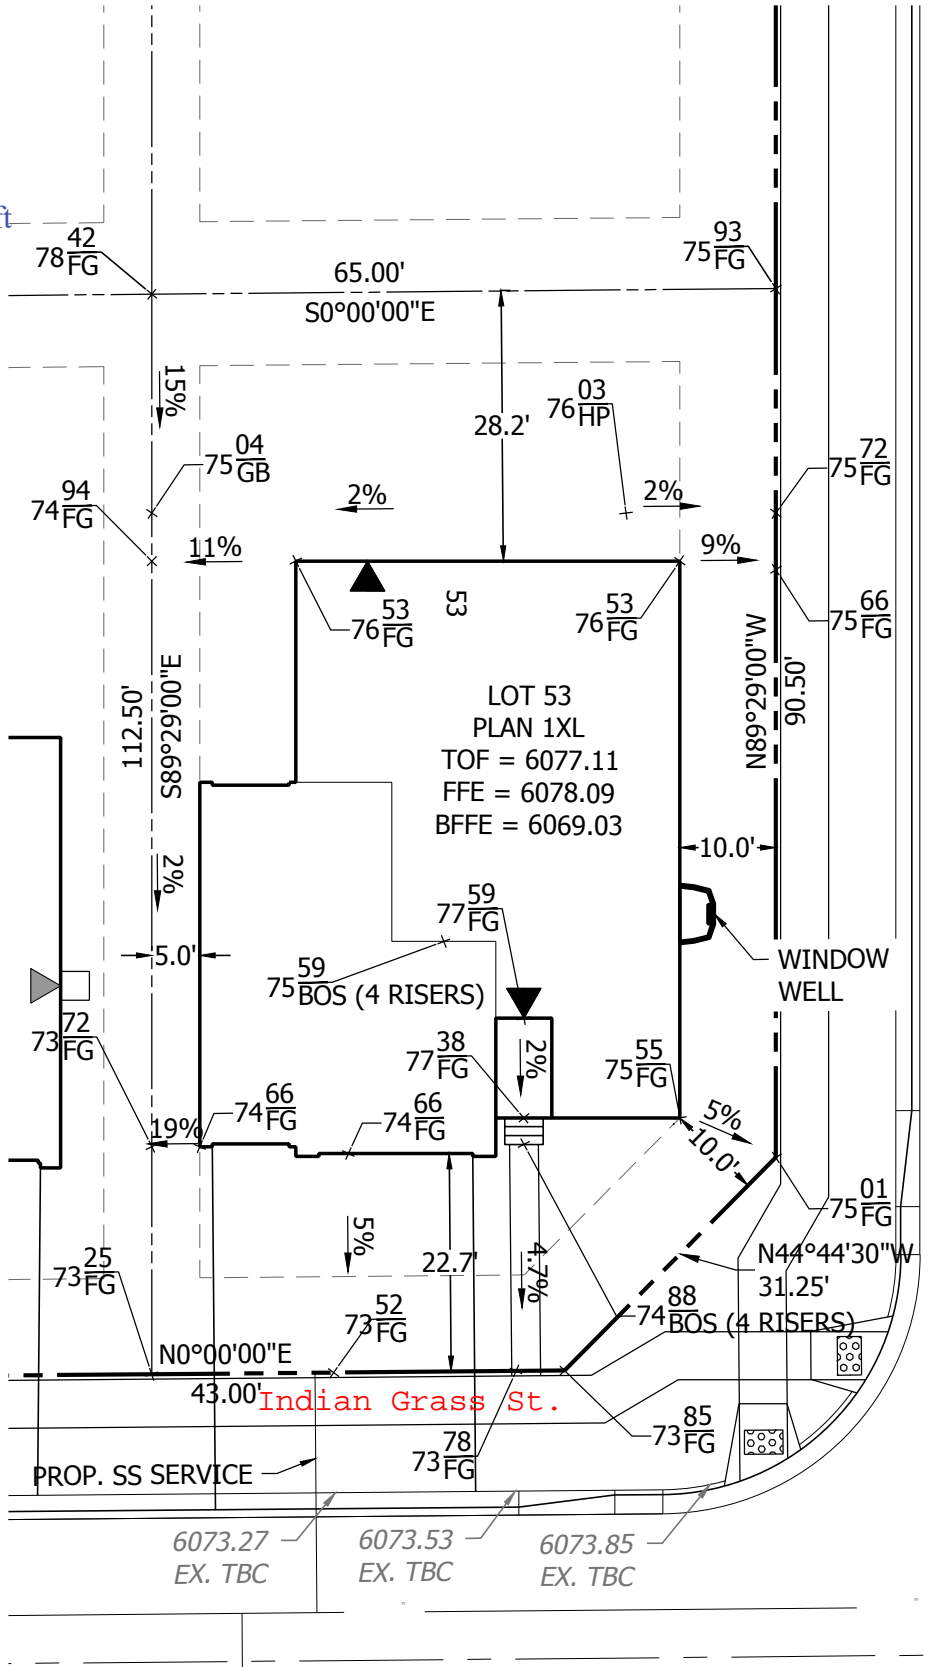 ft
78 42 FG
75 93 FG
65.00'
S0°00'00"E
15%
76 03 HP
28.2'
75 04 GB
75 72 FG
74 94 FG
2%
2%
11%
9%
76 53 FG
53
76 53 FG
75 66 FG
112.50'
S89°29'00"E
LOT 53
PLAN 1XL
TOF = 6077.11
FFE = 6078.09
BFFE = 6069.03
N89°29'00"W
90.50'
10.0'
2%
77 59 FG
5.0'
WINDOW
WELL
75 59 BOS (4 RISERS)
73 72 FG
77 38 FG
2%
75 55 FG
74 66 FG
74 66 FG
19%
5%
10.0'
75 01 FG
5%
22.7'
4.7%
N44°44'30"W
31.25'
73 25 FG
73 52 FG
74 88 BOS (4 RISERS)
N0°00'00"E
43.00'
Indian Grass St.
73 78 FG
73 85 FG
PROP. SS SERVICE
6073.27
EX. TBC
6073.53
EX. TBC
6073.85
EX. TBC